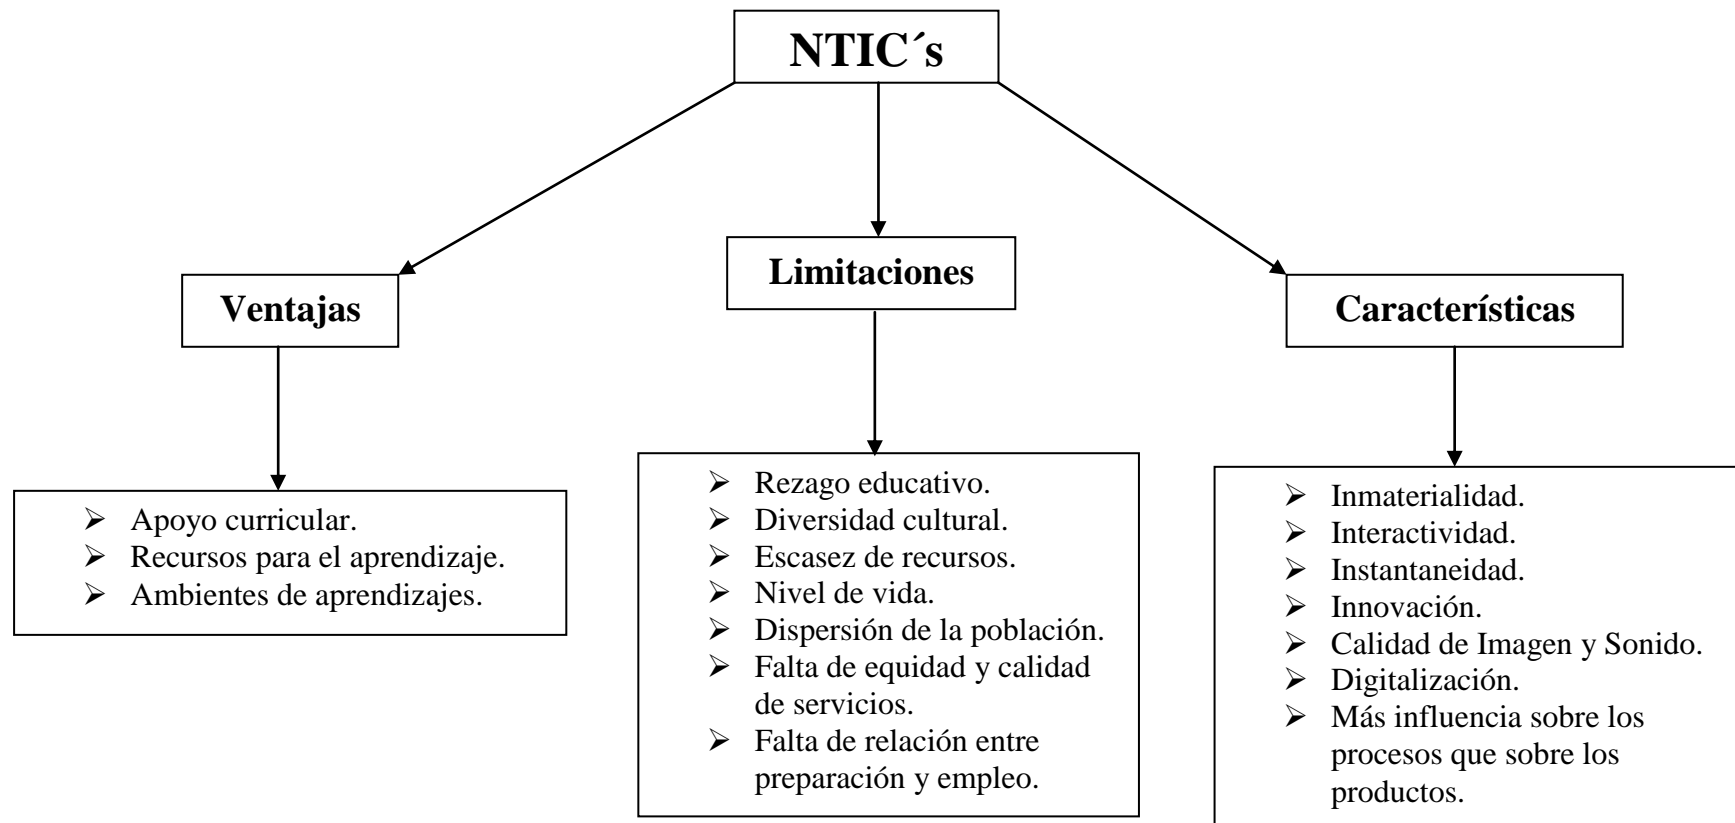 NTIC´s
Ventajas
Limitaciones
Característícas
➢ Apoyo curricular.
➢ Recursos para el aprendizaje.
➢ Ambientes de aprendizajes.
➢ Rezago educativo.
➢ Diversidad cultural.
➢ Escasez de recursos.
➢ Nivel de vida.
➢ Dispersión de la población.
➢ Falta de equidad y calidad
de servicios.
➢ Falta de relación entre
preparación y empleo.
➢ Inmaterialidad.
➢ Interactividad.
➢ Instantaneidad.
➢ Innovación.
➢ Calidad de Imagen y Sonido.
➢ Digitalización.
➢ Más influencia sobre los
procesos que sobre los
productos.